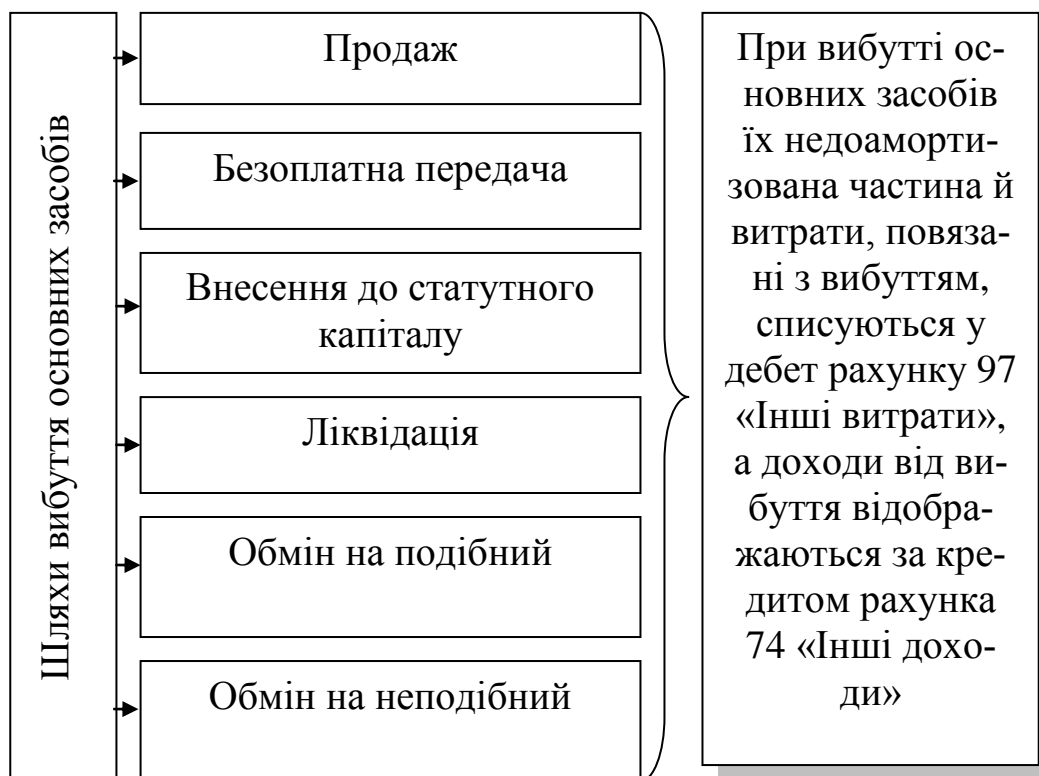 Шляхи вибуття основних засобів
Продаж
Безоплатна передача
Внесення до статутного
капіталу
Ліквідація
Обмін на подібний
Обмін на неподібний
При вибутті ос-
новних засобів
їх недоаморти-
зована частина й
витрати, повяза-
ні з вибуттям,
списуються у
дебет рахунку 97
«Інші витрати»,
а доходи від ви-
буття відобра-
жаються за кре-
дитом рахунка
74 «Інші дохо-
ди»